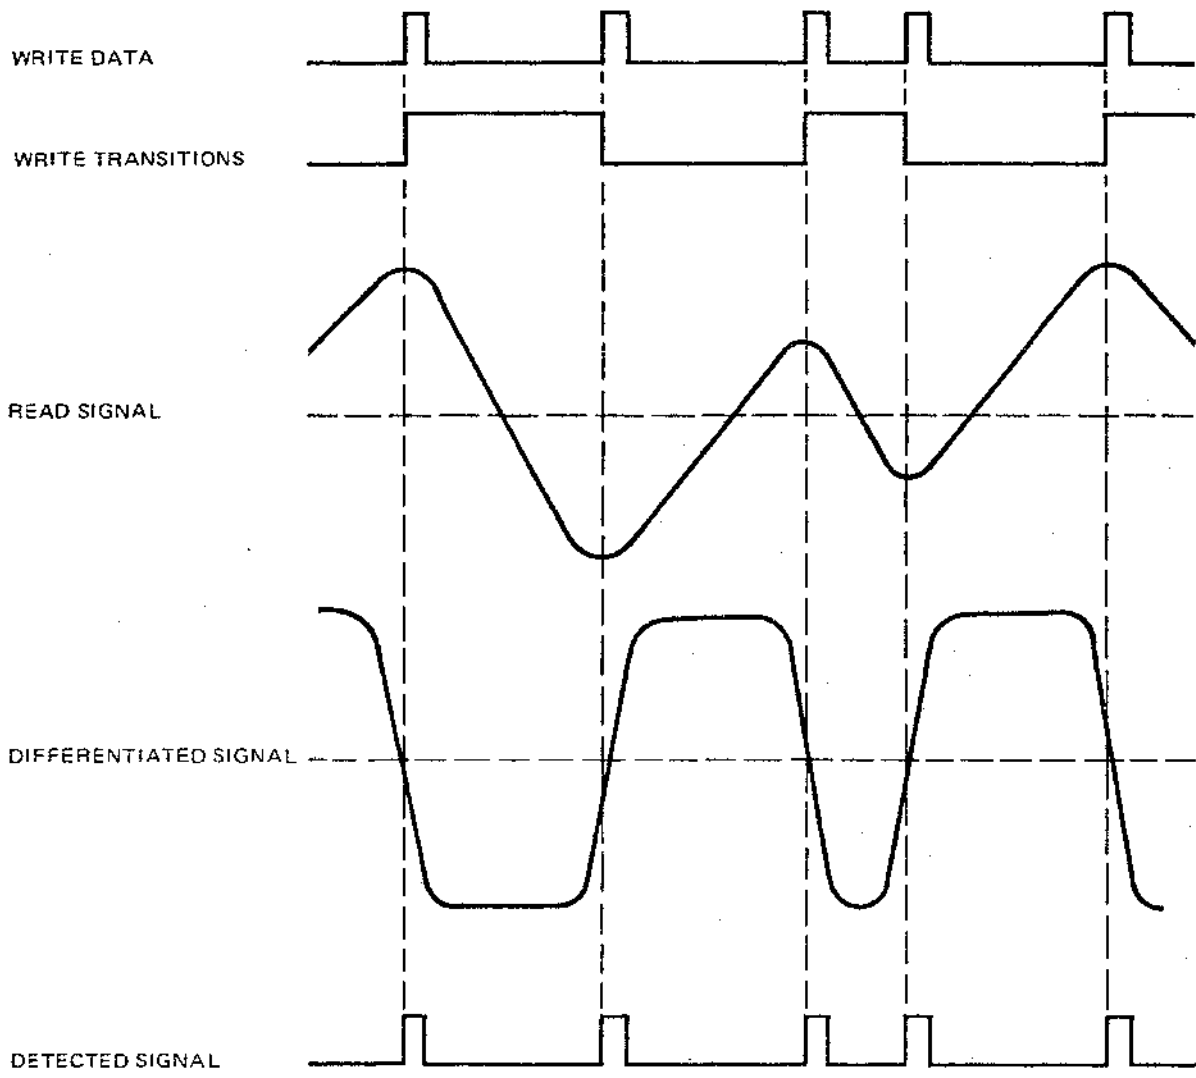 WRITE DATA
WRITE TRANSITIONS
READ SIGNAL
DIFFERENTIATED SIGNAL
DETECTED SIGNAL